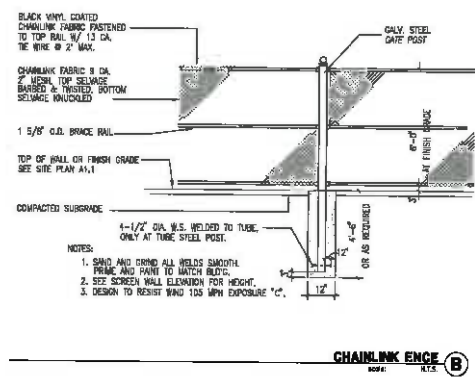 BLACK VINYL COATED
CHAINLINK FABRIC FASTENED
TO TOP RAIL W/ 13 GA.
TIE WIRE @ 2' MAX.
GALV. STEEL
GATE POST
CHAINLINK FABRIC 9 GA.
2" MESH, TOP SELVAGE
BARBED & TWISTED, BOTTOM
SELVAGE KNUCKLED
1 5/8" O.D. BRACE RAIL
6'-0"
AT FINISH GRADE
TOP OF WALL OR FINISH GRADE
SEE SITE PLAN A1.1
COMPACTED SUBGRADE
4-1/2" DIA. W.S. WELDED TO TUBE,
ONLY AT TUBE STEEL POST.
4'-6"
OR AS REQUIRED
12"
12"
NOTES:
1. SAND AND GRIND ALL WELDS SMOOTH.
PRIME AND PAINT TO MATCH BLD'G.
2. SEE SCREEN WALL ELEVATION FOR HEIGHT.
3. DESIGN TO RESIST WIND 105 MPH EXPOSURE "C".
CHAINLINK ENCE
scale: N.T.S.
B